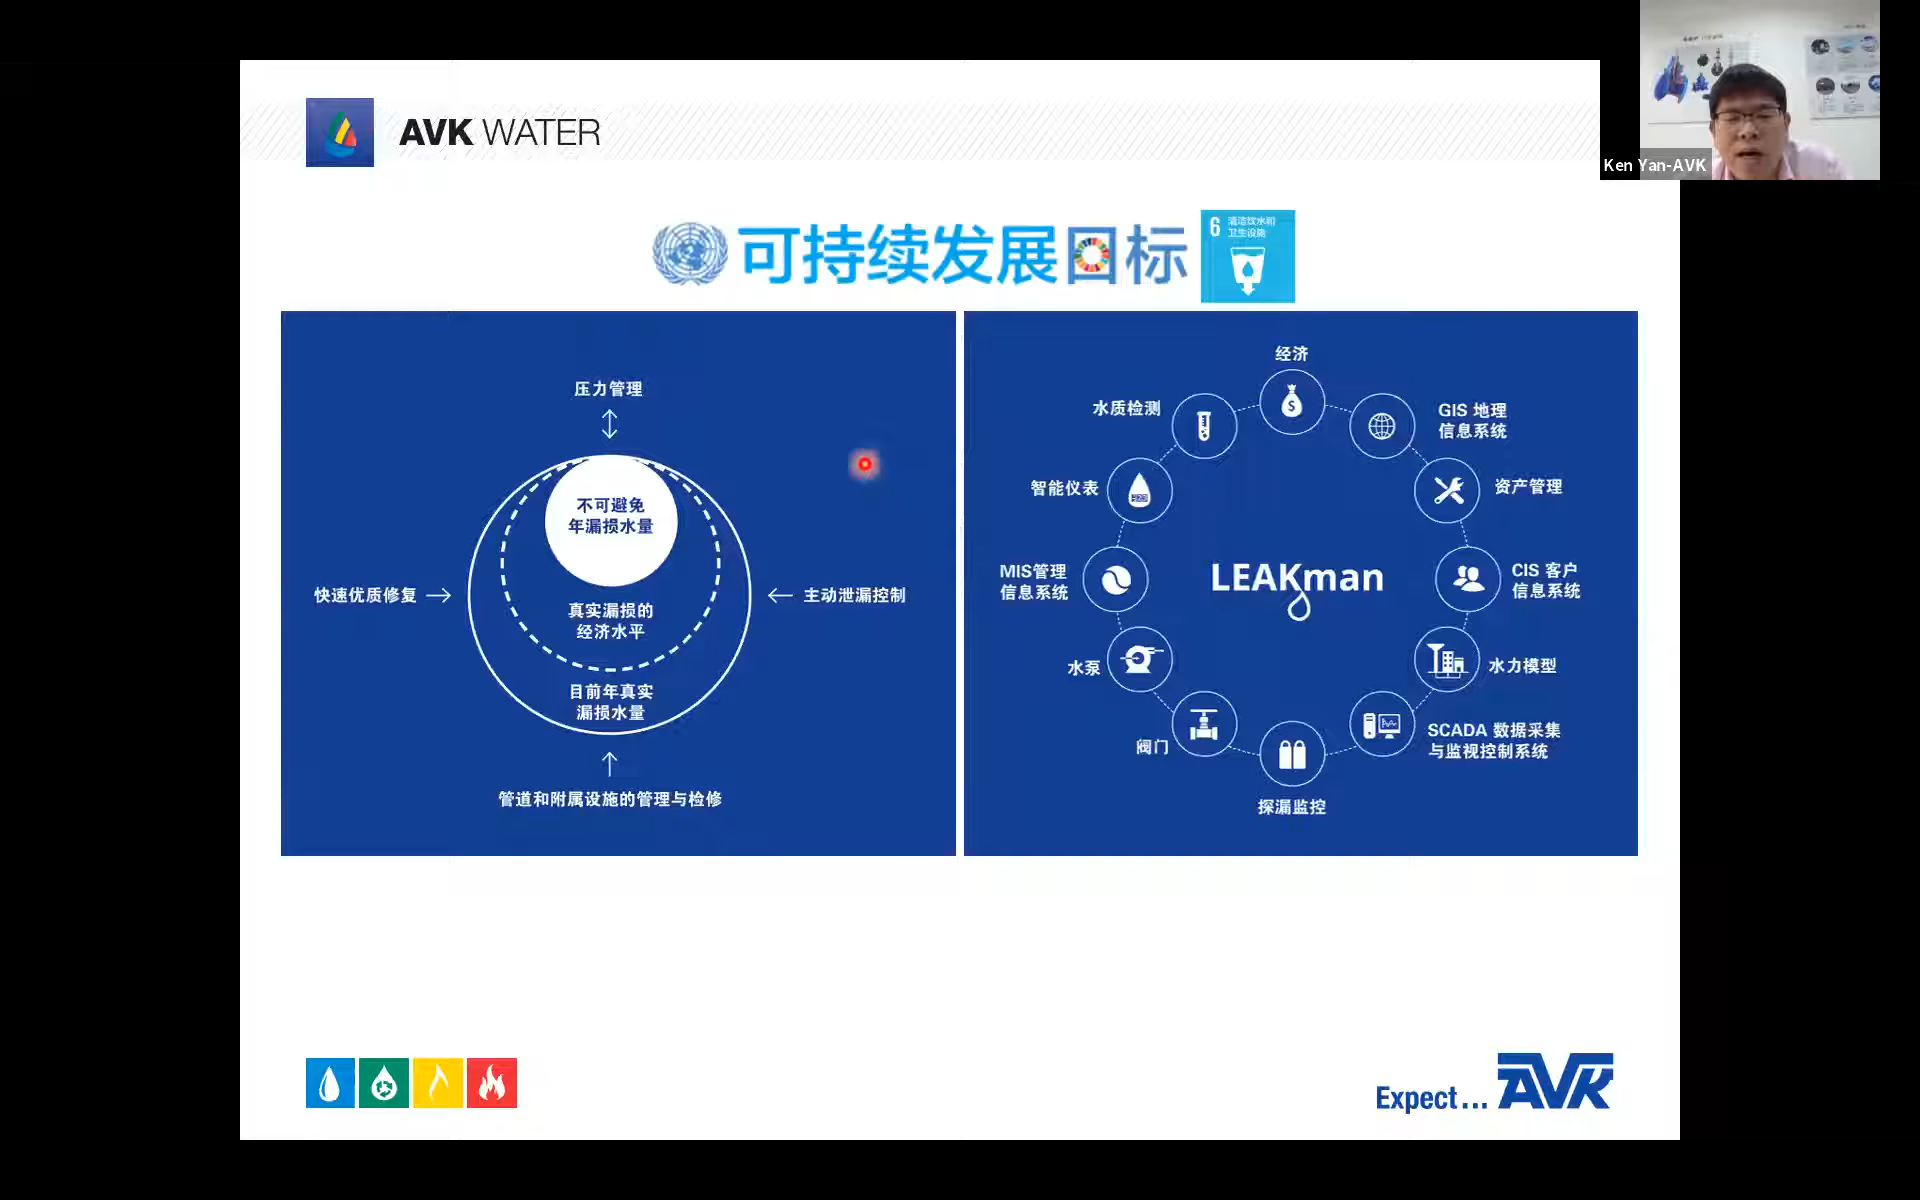 Ken Yan-AVK
AVK WATER
可持续发展目标
6 清洁饮水和
卫生设施
压力管理
不可避免
年漏损水量
快速优质修复
主动泄漏控制
真实漏损的
经济水平
目前年真实
漏损水量
管道和附属设施的管理与检修
经济
水质检测
GIS 地理
信息系统
智能仪表
资产管理
MIS管理
信息系统
LEAKman
CIS 客户
信息系统
水泵
水力模型
阀门
SCADA 数据采集
与监视控制系统
探漏监控
Expect... AVK